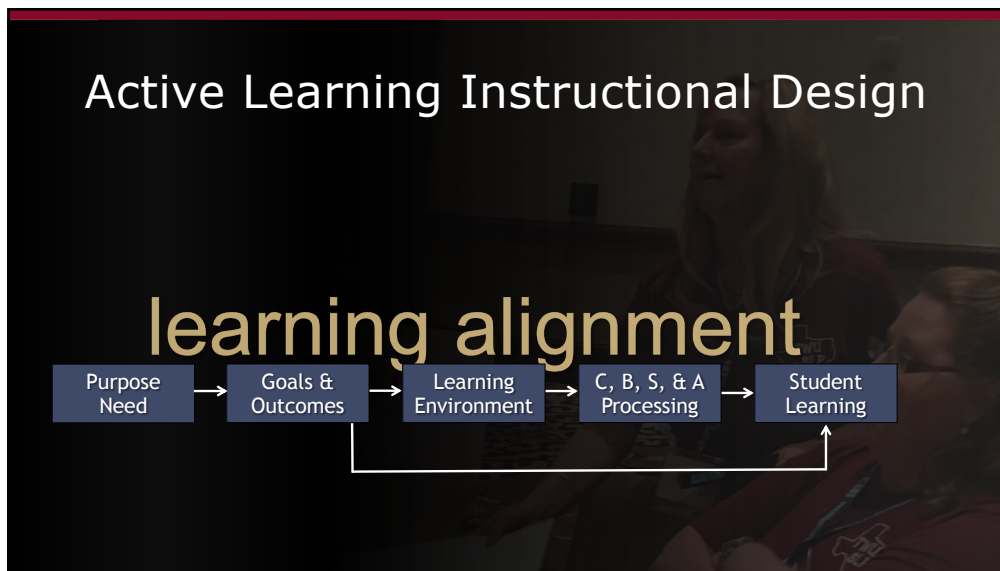 Active Learning Instructional Design
learning alignment
Purpose
Need
Goals &
Outcomes
Learning
Environment
C, B, S, & A
Processing
Student
Learning